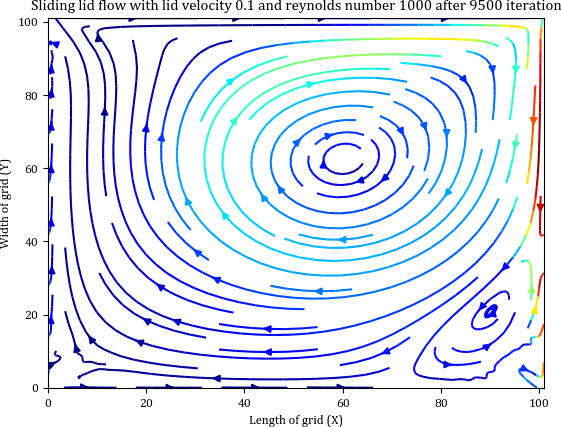 Sliding lid flow with lid velocity 0.1 and reynolds number 1000 after 9500 iteration
100
80
60
40
20
0
Width of grid (Y)
0 20 40 60 80 100
Length of grid (X)